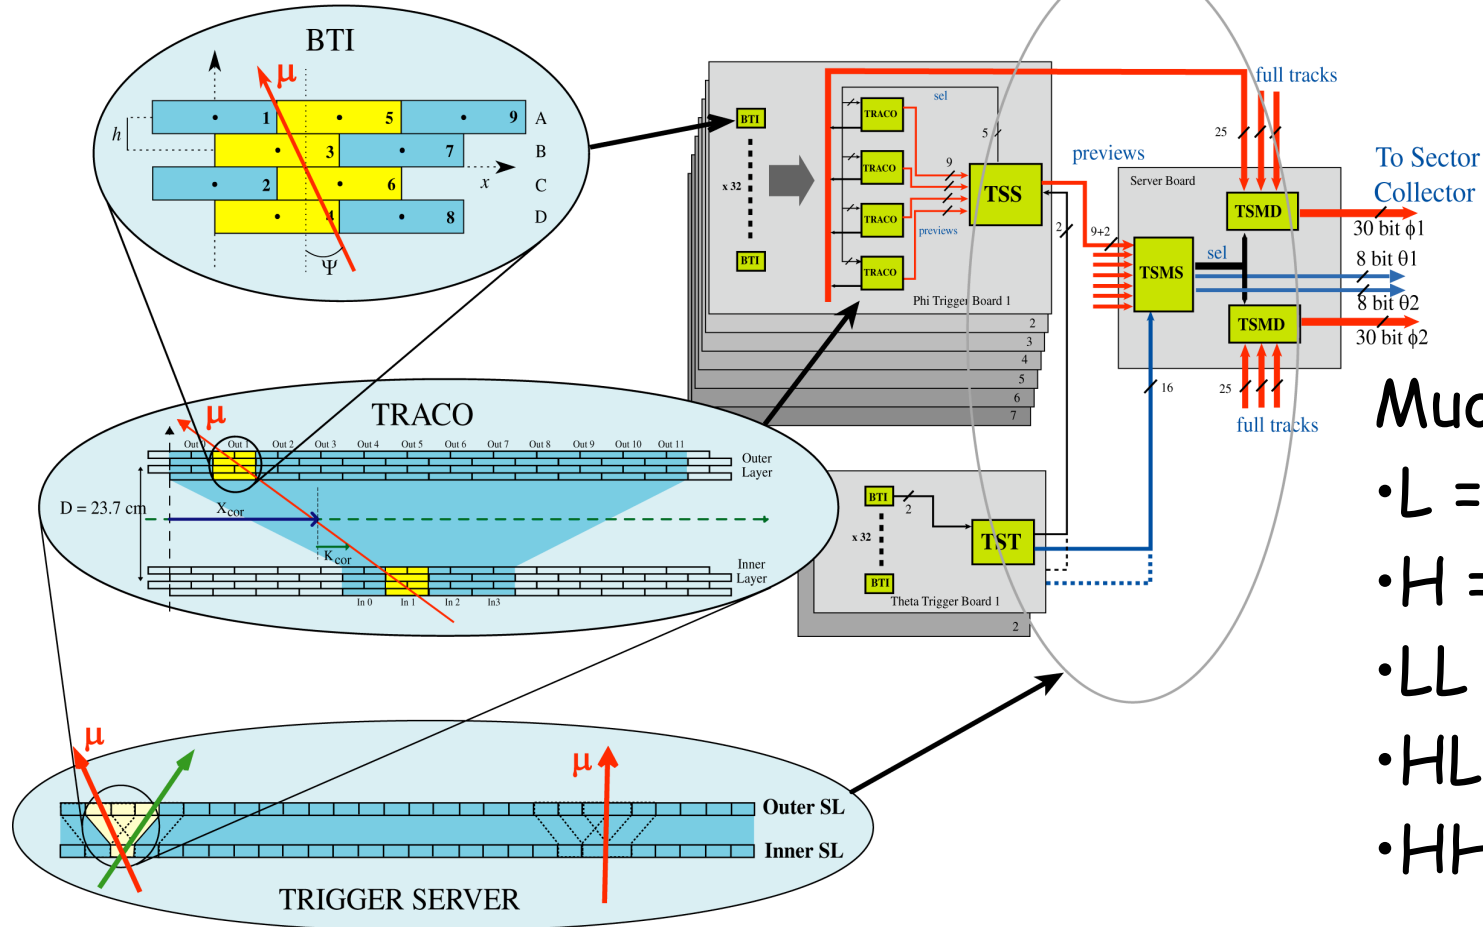 BTI
μ
h
1 5 9 A
3 7 B
2 6 C
4 8 D
x
Ψ
TRACO
μ
Out 1 Out 2 Out 3 Out 4 Out 5 Out 6 Out 7 Out 8 Out 9 Out 10 Out 11
Outer
Layer
D = 23.7 cm
Xcor
Kcor
Inner
Layer
In 0 In 1 In 2 In3
μ
μ
Outer SL
Inner SL
TRIGGER SERVER
BTI
x 32
BTI
TRACO
TRACO
TRACO
TRACO
sel
5
9
previews
TSS
2
Phi Trigger Board 1
2
3
4
5
6
7
BTI
2
x 32
BTI
TST
Theta Trigger Board 1
2
full tracks
25
previews
Server Board
9+2
TSMS
sel
TSMD
TSMD
16
25
full tracks
To Sector
Collector
30 bit ϕ1
8 bit θ1
8 bit θ2
30 bit ϕ2
•L =
•H =
•LL
•HL